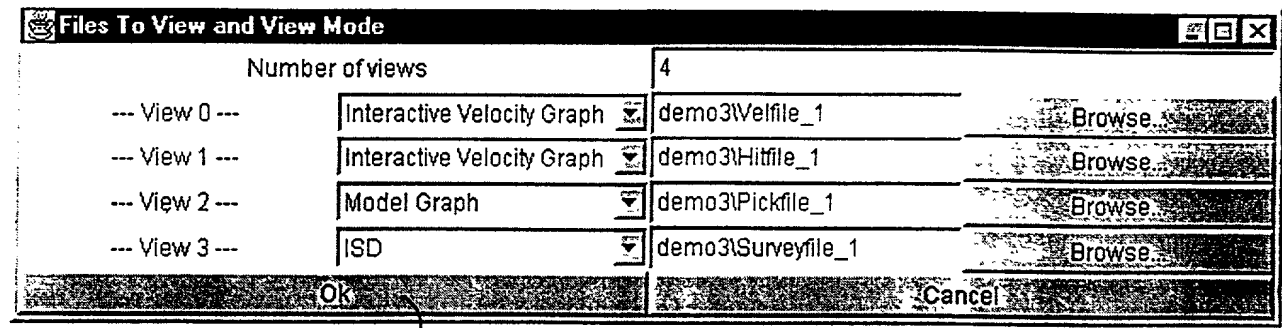 Files To View and View Mode
Number of views 4
--- View 0 --- Interactive Velocity Graph demo3\Velfile_1 Browse...
--- View 1 --- Interactive Velocity Graph demo3\Hitfile_1 Browse...
--- View 2 --- Model Graph demo3\Pickfile_1 Browse...
--- View 3 --- ISD demo3\Surveyfile_1 Browse...
Ok Cancel